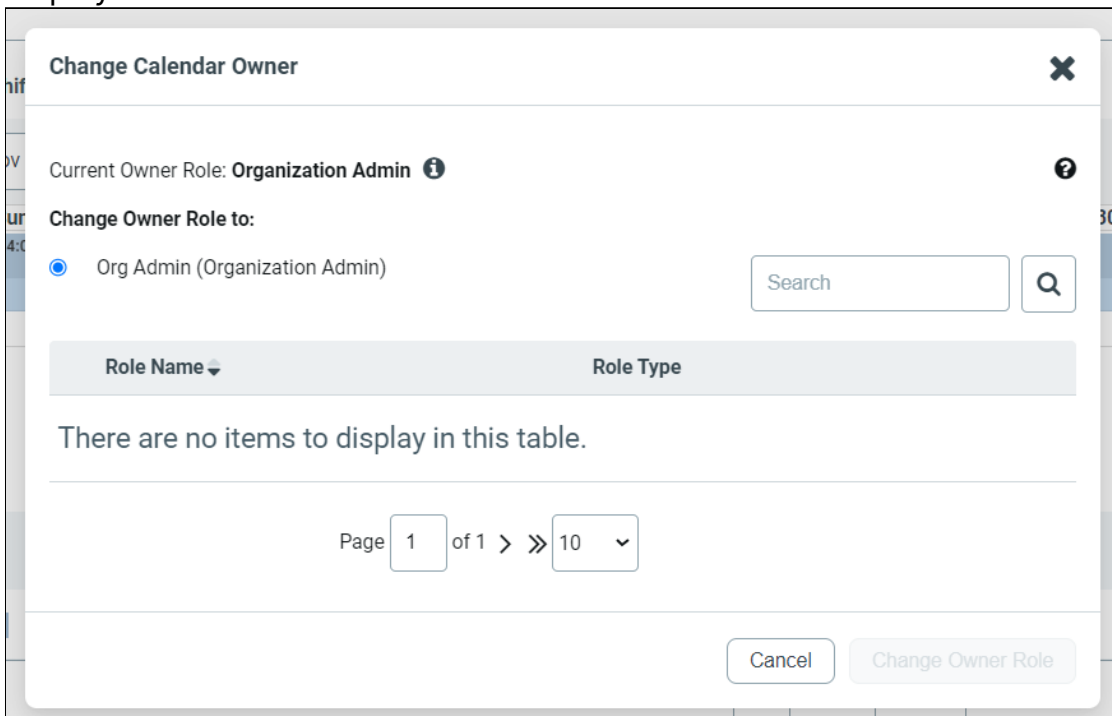 Change Calendar Owner
Current Owner Role: Organization Admin
Change Owner Role to:
Org Admin (Organization Admin)
Search
Role Name
Role Type
There are no items to display in this table.
Page 1 of 1 10
Cancel
Change Owner Role